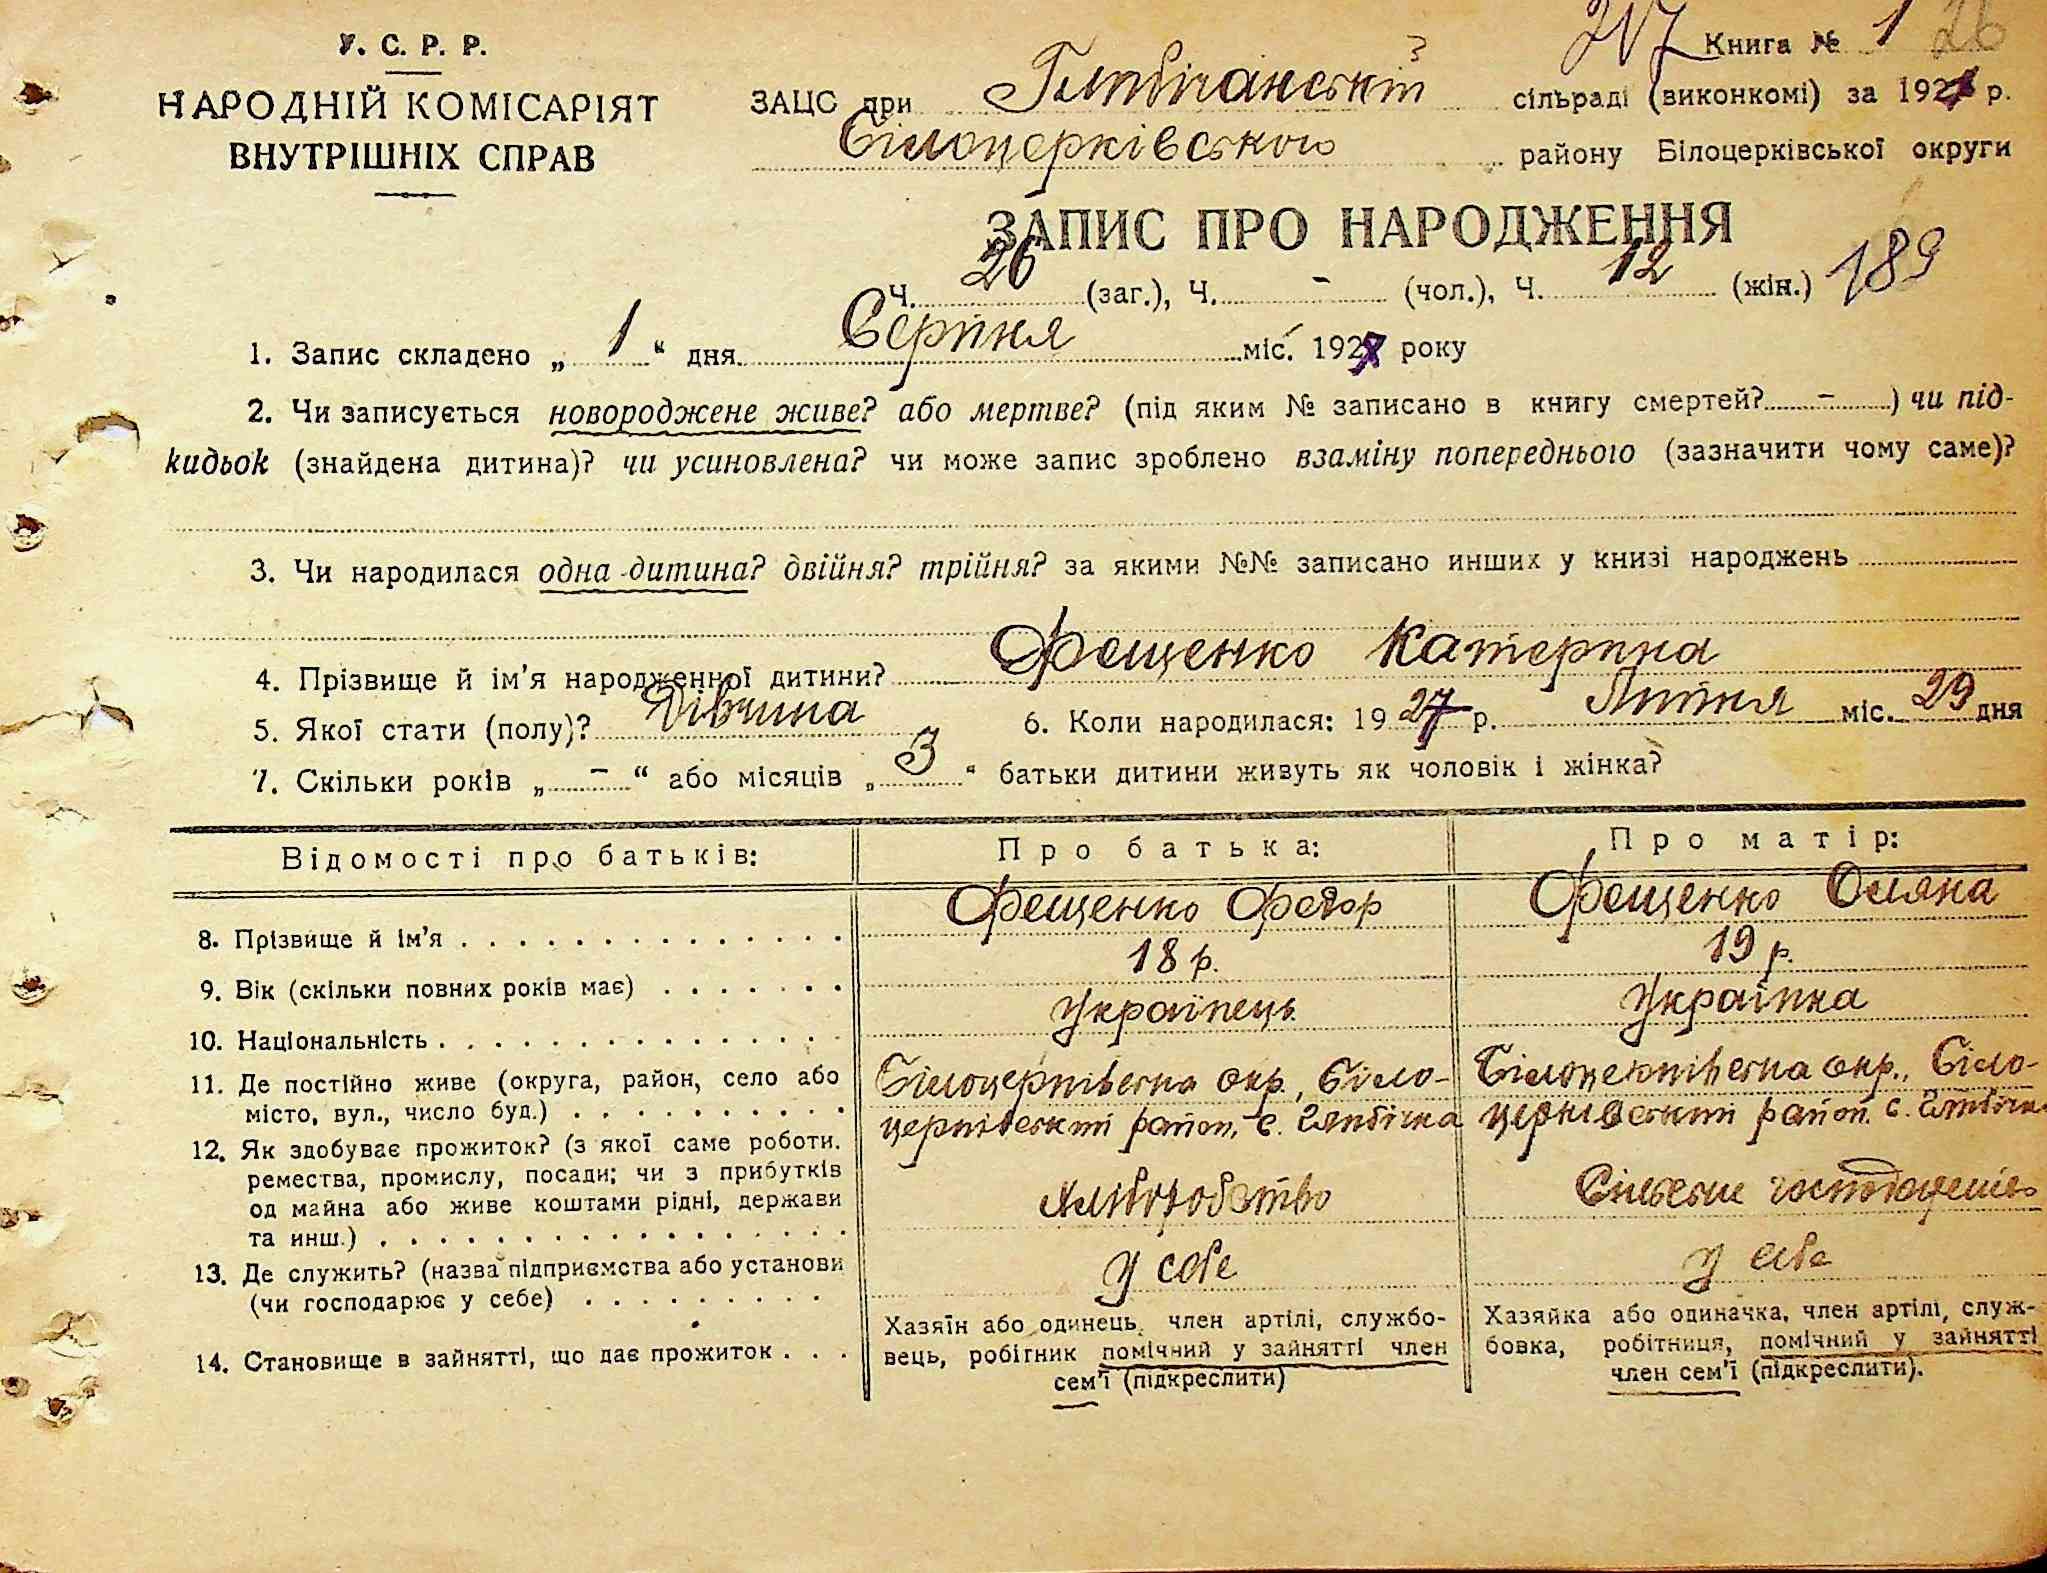 У. С. Р. Р.
НАРОДНІЙ КОМІСАРІЯТ
ВНУТРІШНІХ СПРАВ
Книга № 1 26
ЗАЦС при Глибочанській сільраді (виконкомі) за 1927 р.
Білоцерківського району Білоцерківської округи
ЗАПИС ПРО НАРОДЖЕННЯ
Ч. 26 (заг.), Ч. - (чол.), Ч. 12 (жін.) 189
1. Запис складено „ 1 “ дня Серпня міс. 1927 року
2. Чи записується новороджене живе? або мертве? (під яким № записано в книгу смертей? - ) чи під-
кидьок (знайдена дитина)? чи усиновлена? чи може запис зроблено взаміну попереднього (зазначити чому саме)?
3. Чи народилася одна дитина? двійня? трійня? за якими №№ записано инших у книзі народжень
4. Прізвище й ім’я народженної дитини? Фещенко Катерина
5. Якої стати (полу)? Дівчина 6. Коли народилася: 1927 р. Липня міс. 29 дня
7. Скільки років „ - “ або місяців „ 3 “ батьки дитини живуть як чоловік і жінка?
Відомості про батьків: Про батька: Про матір:
8. Прізвище й ім’я Фещенко Федор Фещенко Оляна
9. Вік (скільки повних років має) 18 р. 19 р.
10. Національність Українець Українка
11. Де постійно живе (округа, район, село або Білоцерківська окр., Біло- Білоцерківська окр., Біло-
місто, вул., число буд.) церківський район, с. Глибічка церківський район. с. Глибічка
12. Як здобуває прожиток? (з якої саме роботи.
ремества, промислу, посади; чи з прибутків Хліборобство Сільське
од майна або живе коштами рідні, держави
та инш.)
13. Де служить? (назва підприємства або установи у себе у себе
(чи господарює у себе)
14. Становище в зайнятті, що дає прожиток
Хазяїн або одинець, член артілі, службо-
вець, робітник помічний у зайнятті член
сем’ї (підкреслити)
Хазяйка або одиначка, член артілі, служ-
бовка, робітниця, помічний у зайнятті
член сем’ї (підкреслити).